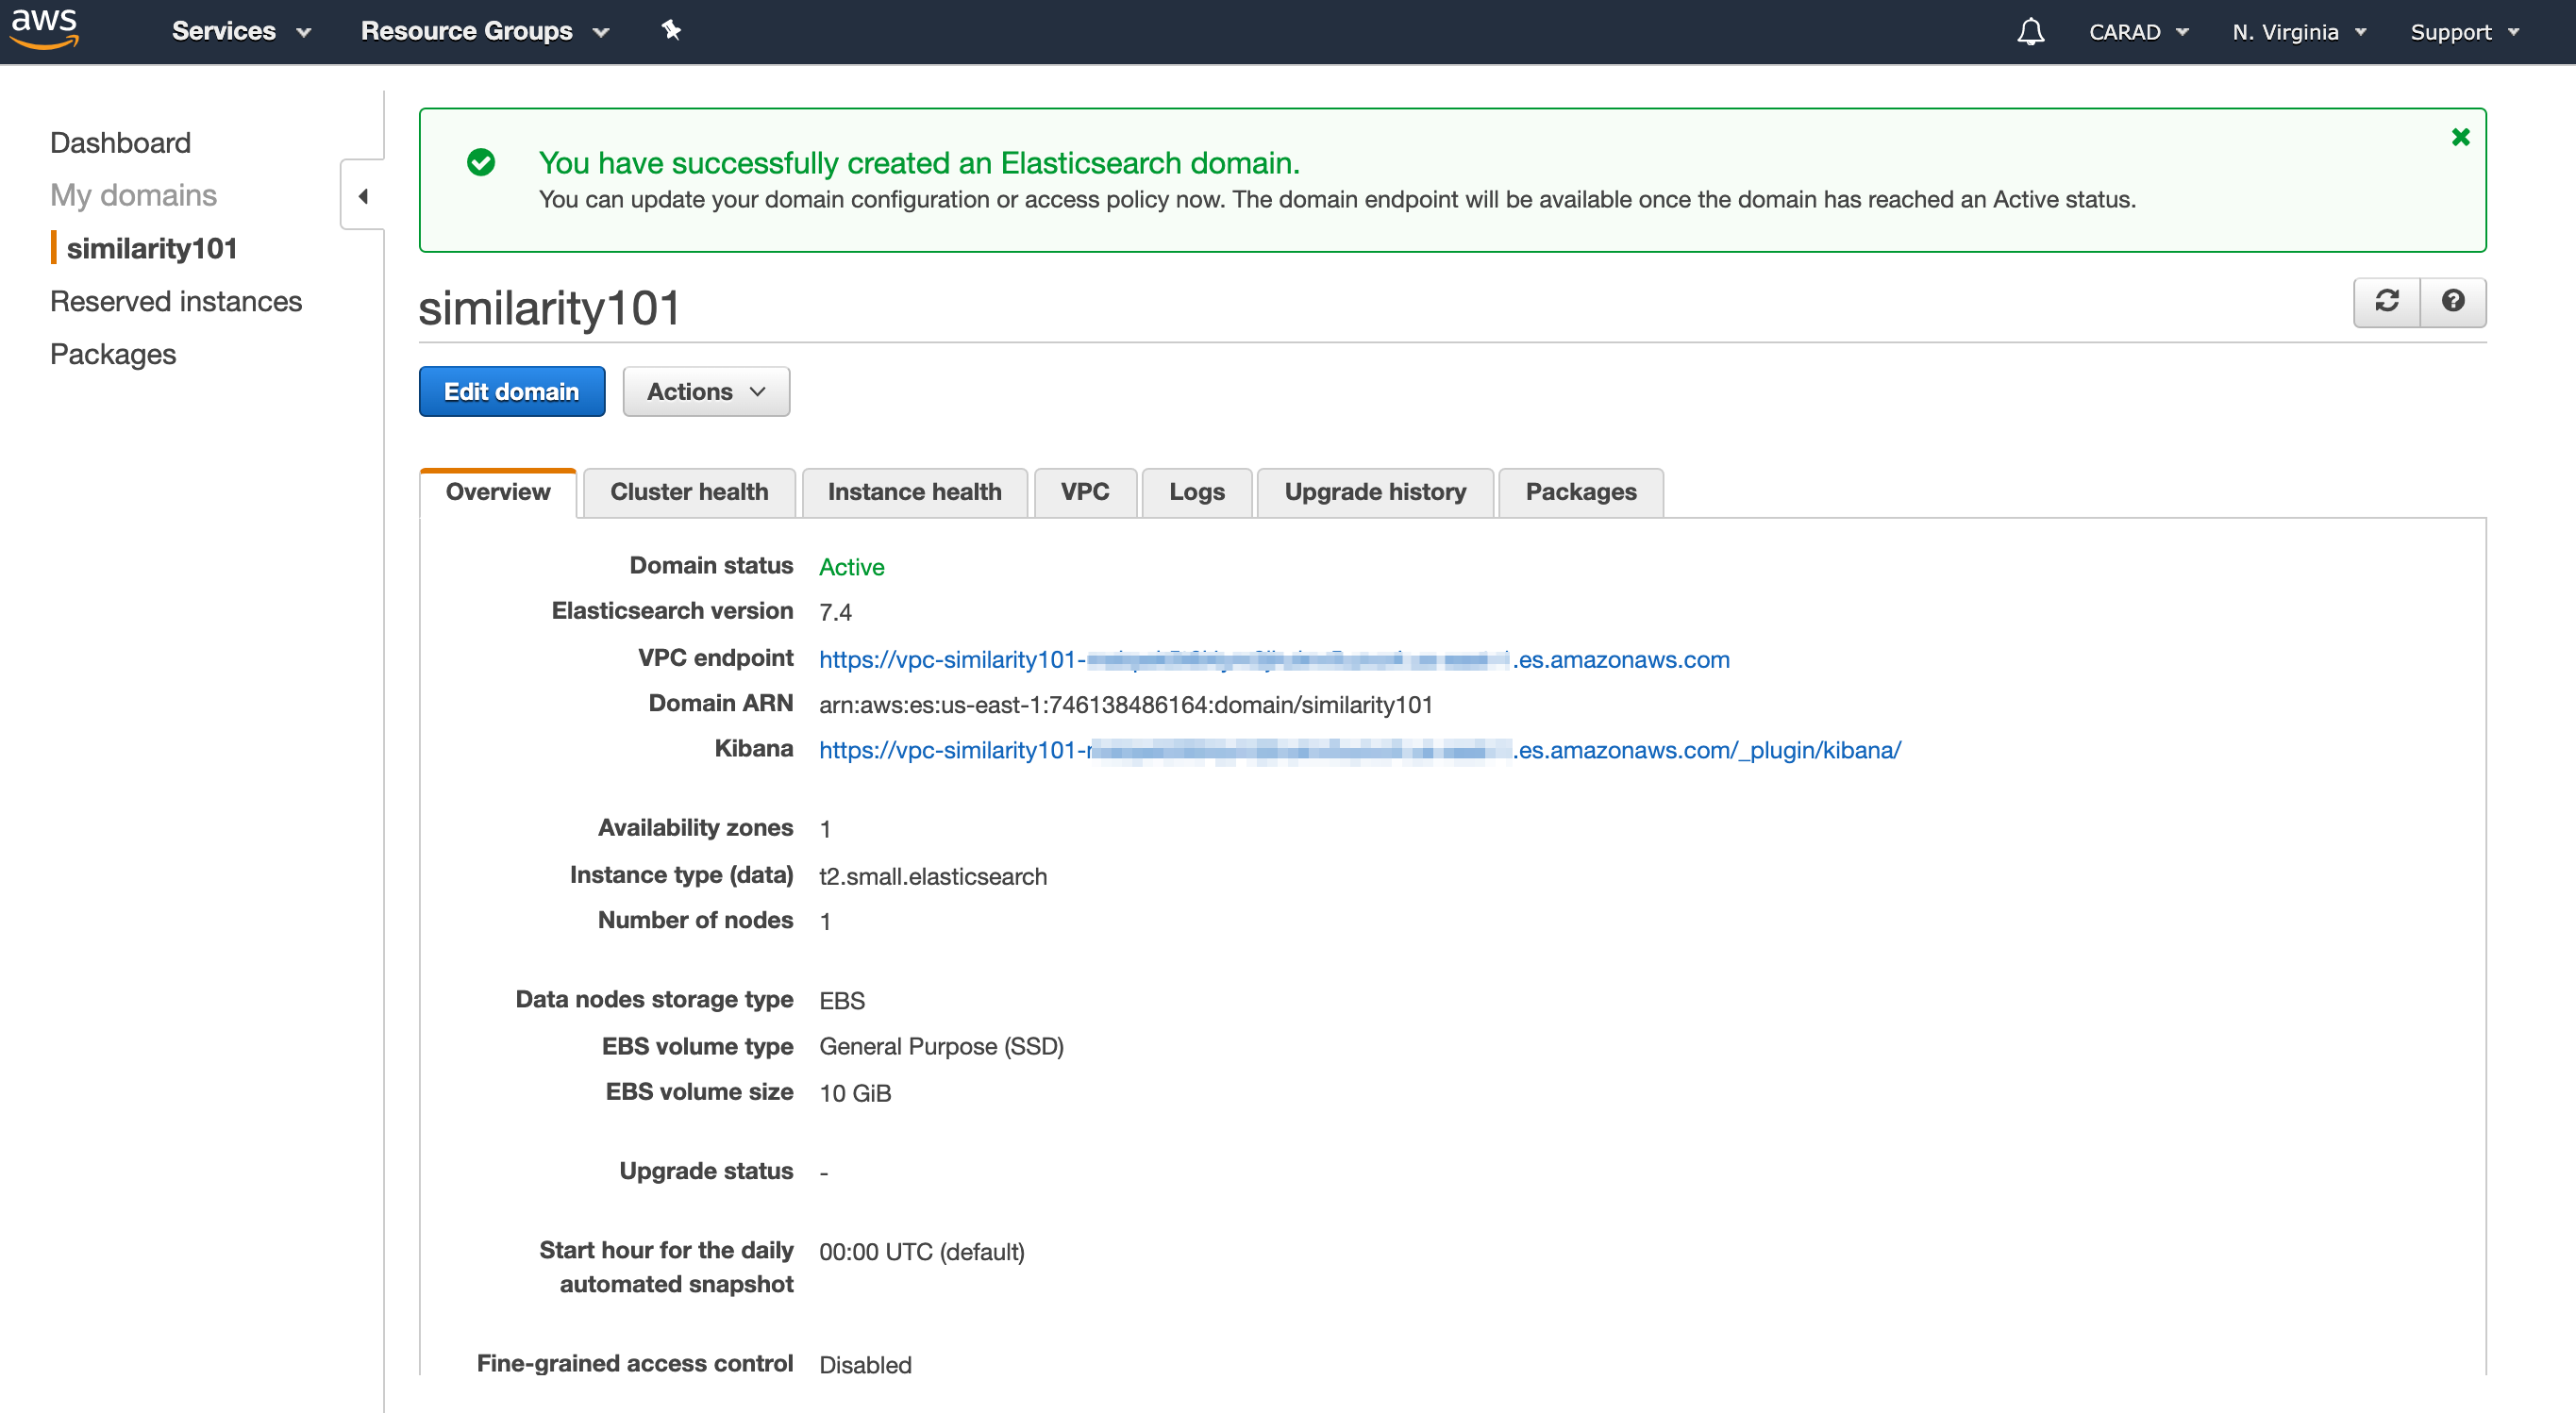 aws Services Resource Groups CARAD N. Virginia Support
Dashboard
My domains
similarity101
Reserved instances
Packages
You have successfully created an Elasticsearch domain.
You can update your domain configuration or access policy now. The domain endpoint will be available once the domain has reached an Active status.
similarity101
Edit domain Actions
Overview Cluster health Instance health VPC Logs Upgrade history Packages
Domain status Active
Elasticsearch version 7.4
VPC endpoint https://vpc-similarity101- .es.amazonaws.com
Domain ARN arn:aws:es:us-east-1:746138486164:domain/similarity101
Kibana https://vpc-similarity101- .es.amazonaws.com/_plugin/kibana/
Availability zones 1
Instance type (data) t2.small.elasticsearch
Number of nodes 1
Data nodes storage type EBS
EBS volume type General Purpose (SSD)
EBS volume size 10 GiB
Upgrade status -
Start hour for the daily 00:00 UTC (default)
automated snapshot
Fine-grained access control Disabled